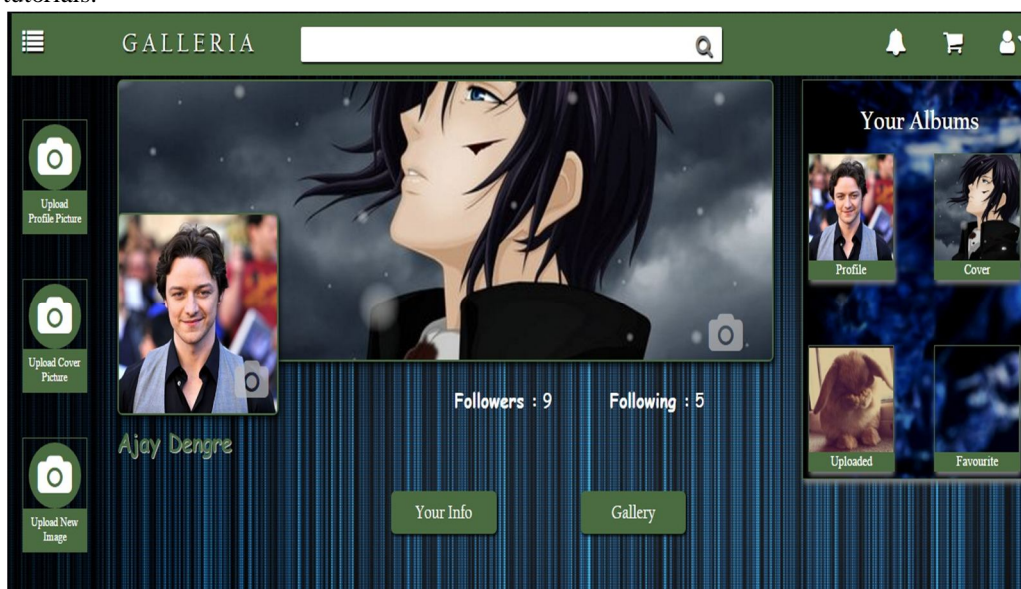 tutorials.
GALLERIA
Your Albums
Upload
Profile Picture
Profile
Cover
Upload Cover
Picture
Followers : 9
Following : 5
Ajay Dengre
Uploaded
Favourite
Your Info
Gallery
Upload New
Image